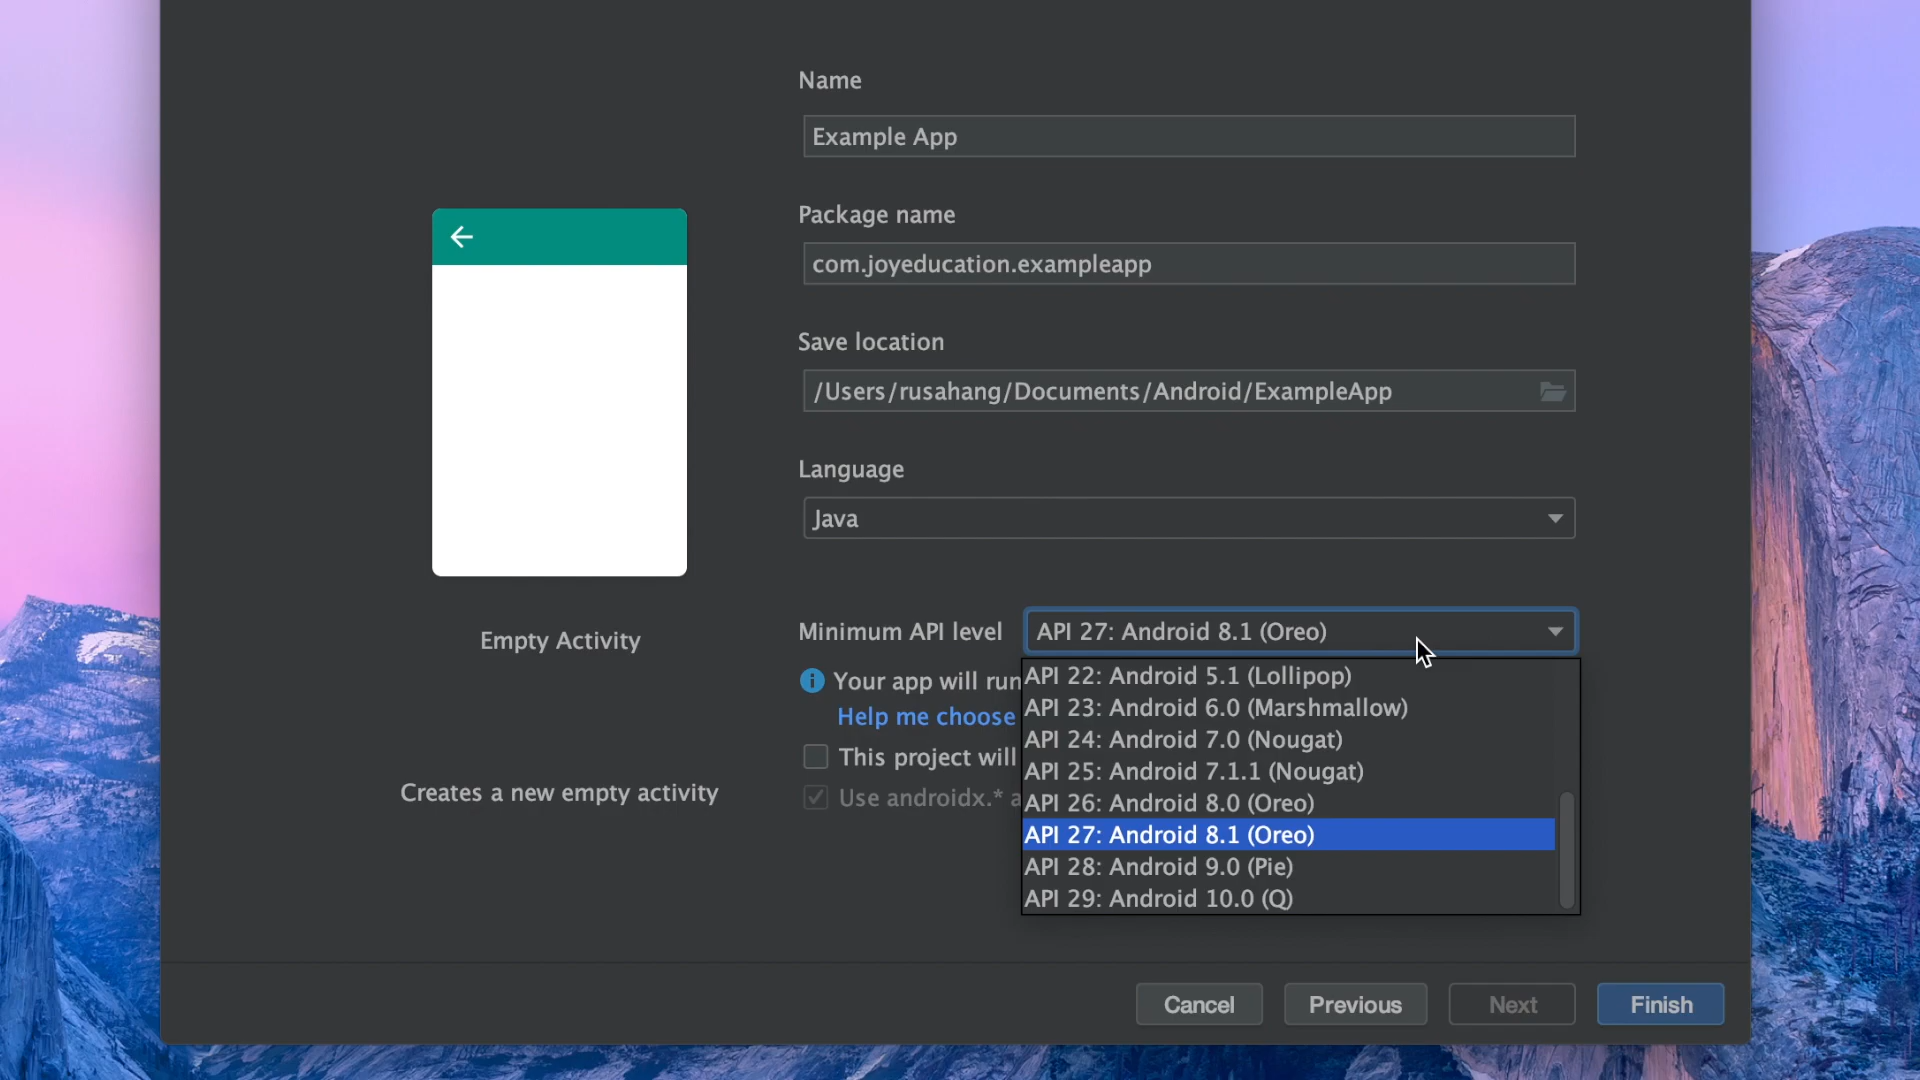 Name
Example App
Package name
com.joyeducation.exampleapp
Save location
/Users/rusahang/Documents/Android/ExampleApp
Language
Java
Empty Activity
Creates a new empty activity
Minimum API level
API 27: Android 8.1 (Oreo)
Your app will run
Help me choose
This project will
Use androidx.*
API 22: Android 5.1 (Lollipop)
API 23: Android 6.0 (Marshmallow)
API 24: Android 7.0 (Nougat)
API 25: Android 7.1.1 (Nougat)
API 26: Android 8.0 (Oreo)
API 27: Android 8.1 (Oreo)
API 28: Android 9.0 (Pie)
API 29: Android 10.0 (Q)
Cancel
Previous
Next
Finish